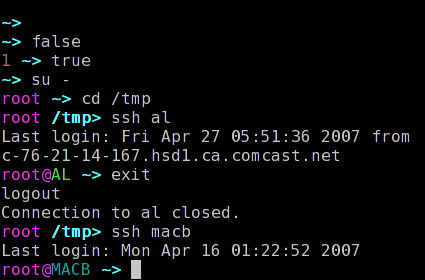 ~>
~> false
1 ~> true
~> su -
root ~> cd /tmp
root /tmp> ssh al
Last login: Fri Apr 27 05:51:36 2007 from
c-76-21-14-167.hsd1.ca.comcast.net
root@AL ~> exit
logout
Connection to al closed.
root /tmp> ssh macb
Last login: Mon Apr 16 01:22:52 2007
root@MACB ~>